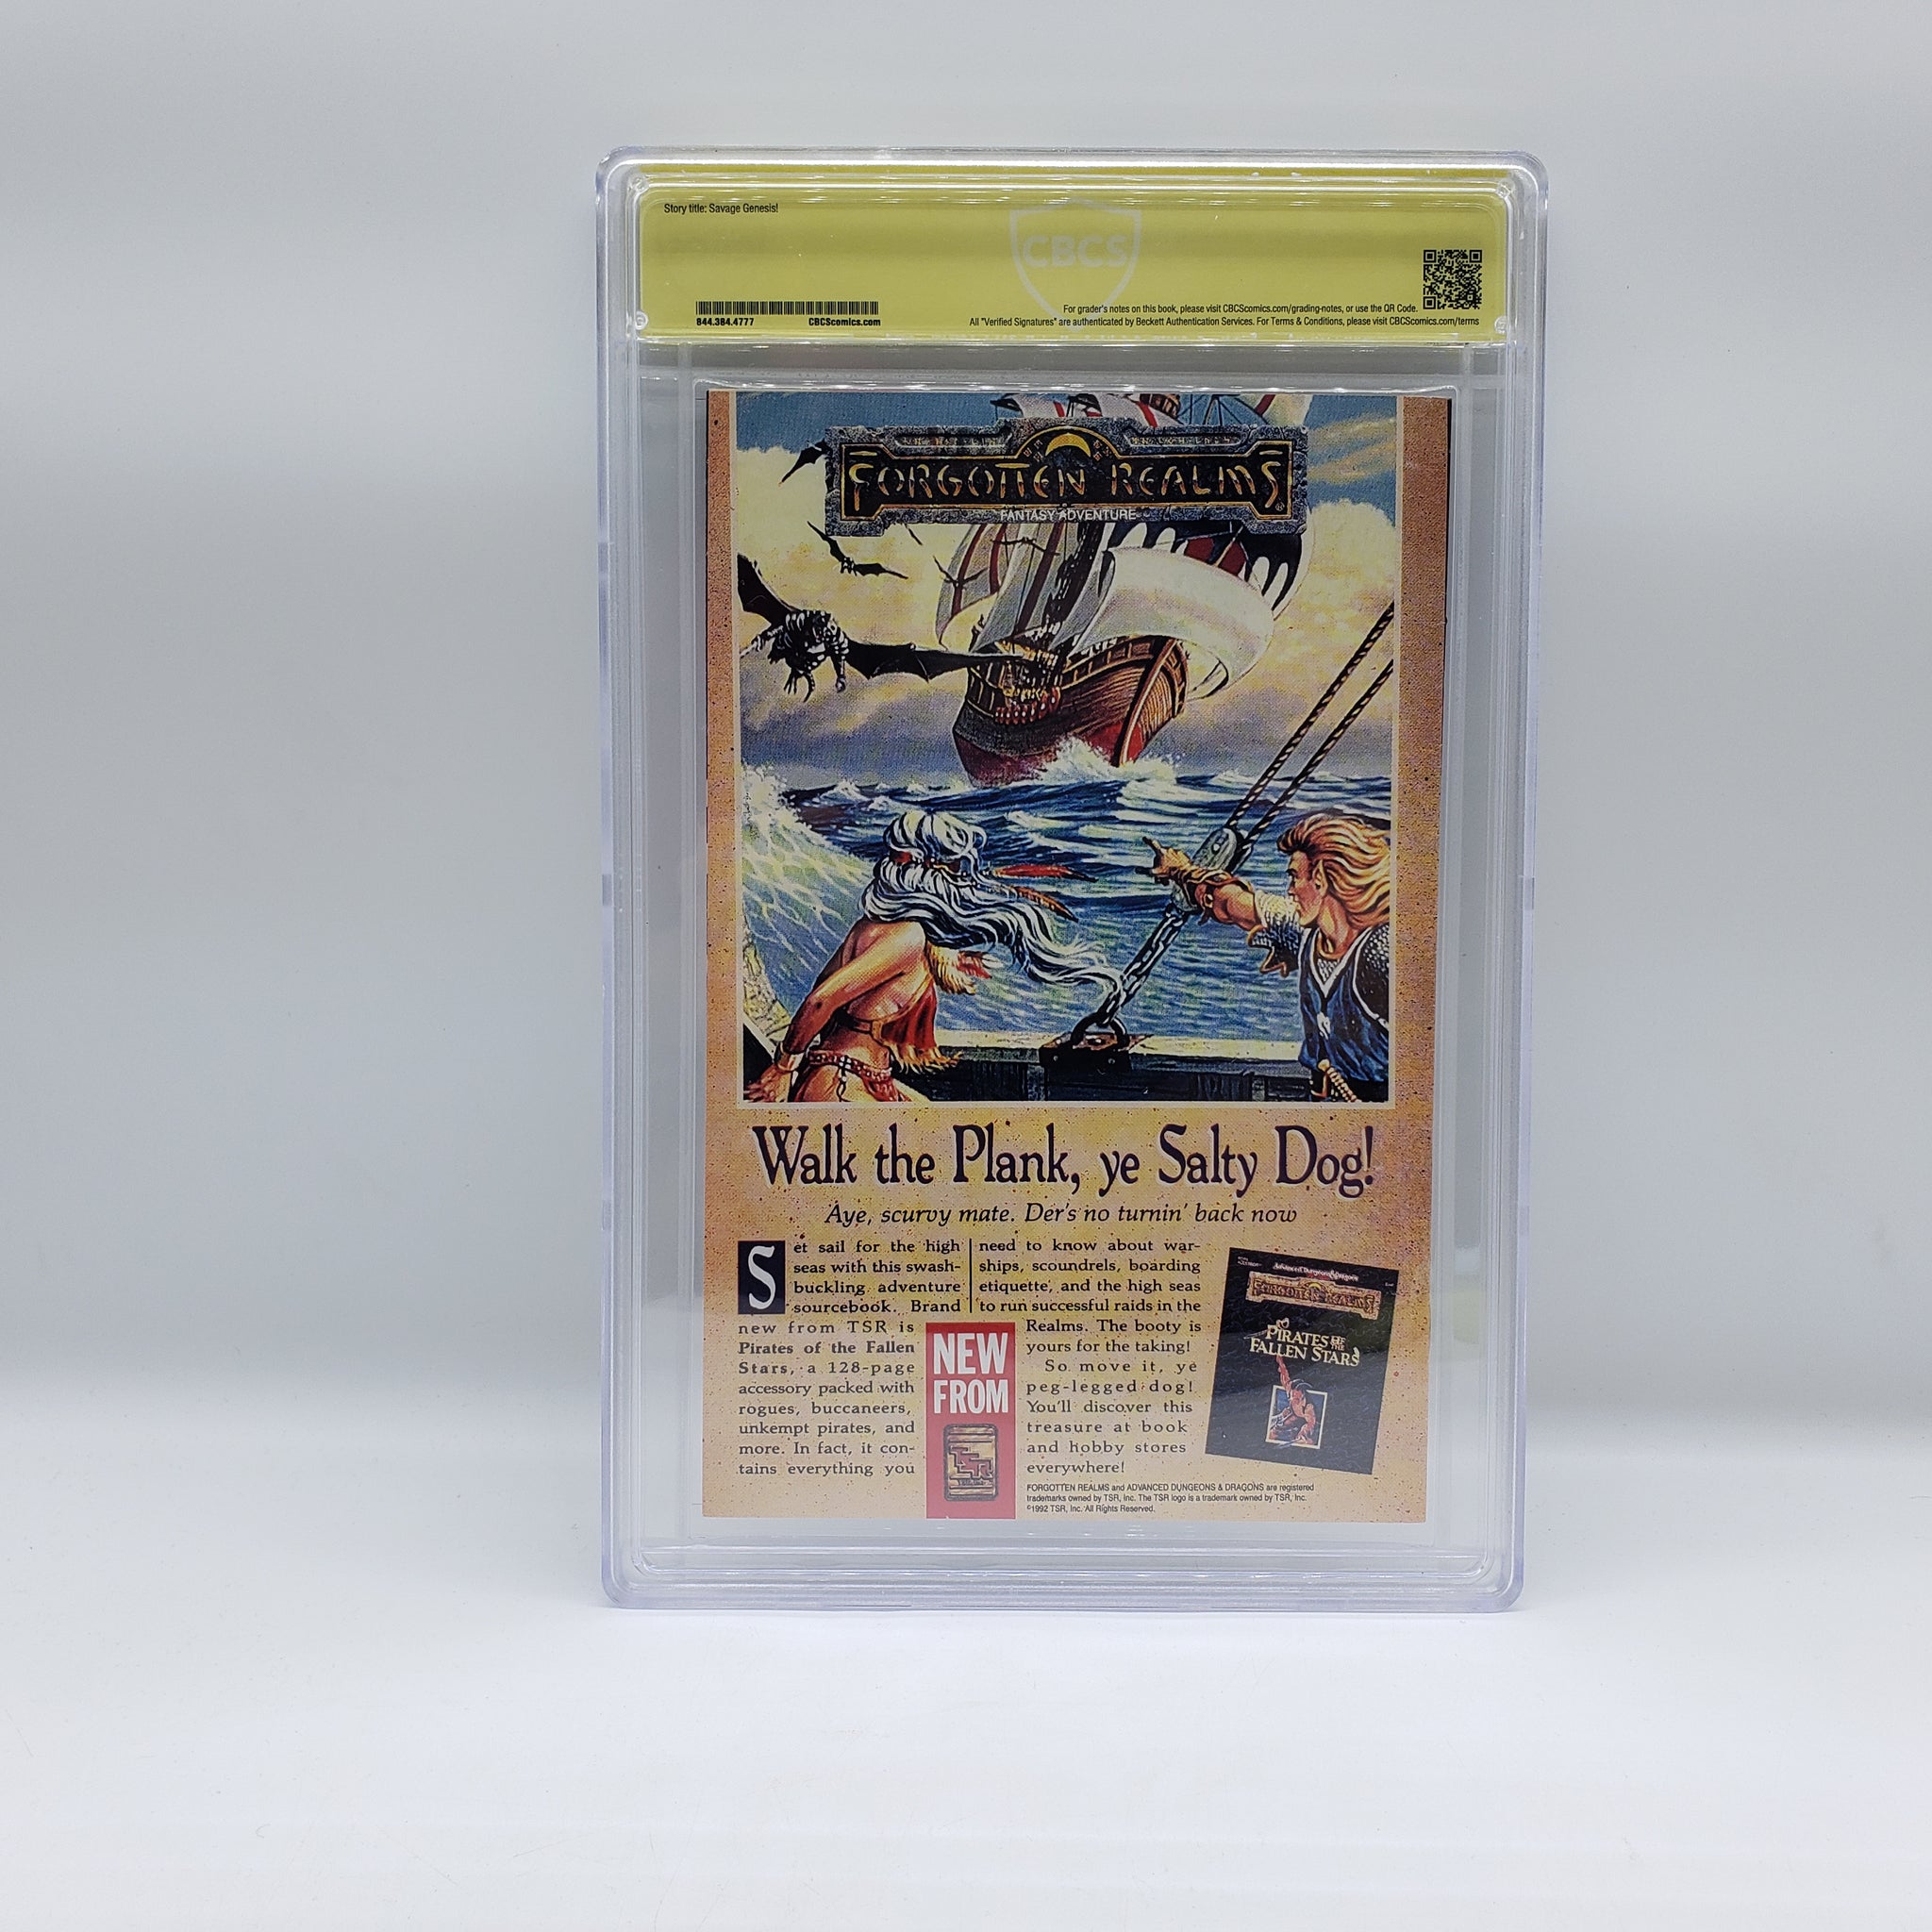 Story title: Savage Genesis!
CBCS
For grader's notes on this book, please visit CBCScomics.com/grading-notes, or use the QR Code.
844.384.4777 CBCScomics.com
All "Verified Signatures" are authenticated by Beckett Authentication Services. For Terms & Conditions, please visit CBCScomics.com/terms
FORGOTTEN REALMS
FANTASY ADVENTURE
Walk the Plank, ye Salty Dog!
Aye, scurvy mate. Der's no turnin' back now
Set sail for the high
seas with this swash-
buckling adventure
sourcebook. Brand
new from TSR is
Pirates of the Fallen
Stars, a 128-page
accessory packed with
rogues, buccaneers,
unkempt pirates, and
more. In fact, it con-
tains everything you
need to know about war-
ships, scoundrels, boarding
etiquette, and the high seas
to run successful raids in the
Realms. The booty is
yours for the taking!
So move it, ye
peg-legged dog!
You'll discover this
treasure at book
and hobby stores
everywhere!
NEW
FROM
TSR
Advanced Dungeons & Dragons
FORGOTTEN REALMS
PIRATES OF THE
FALLEN STARS
FORGOTTEN REALMS and ADVANCED DUNGEONS & DRAGONS are registered
trademarks owned by TSR, Inc. The TSR logo is a trademark owned by TSR, Inc.
©1992 TSR, Inc. All Rights Reserved.